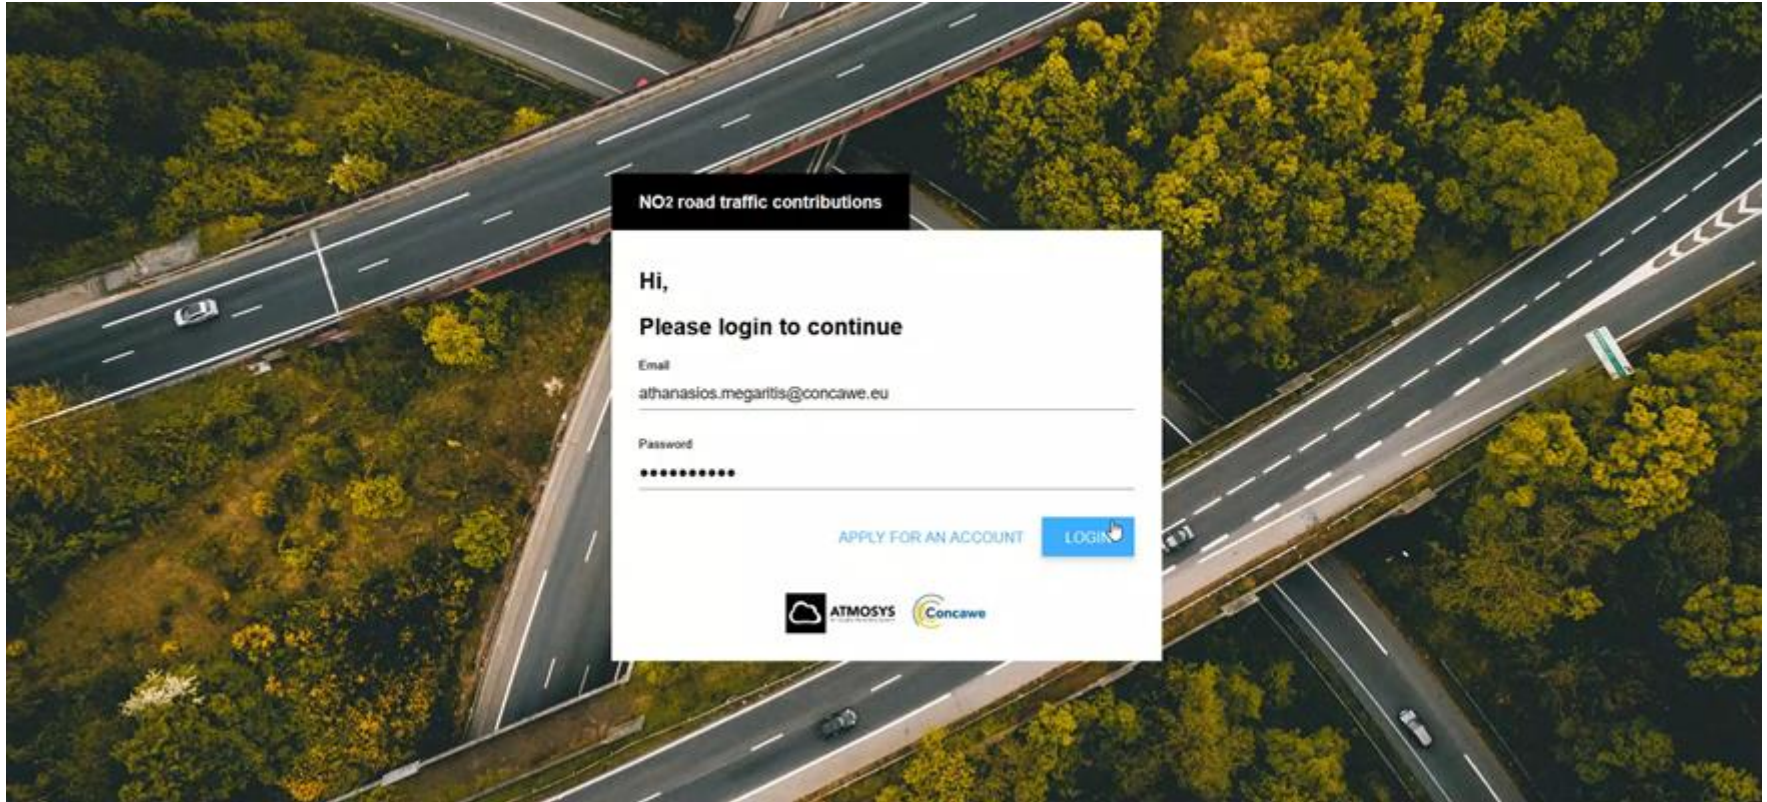 NO2 road traffic contributions
Hi,
Please login to continue
Email
athanasios.megaritis@concawe.eu
Password
●●●●●●●●●●
APPLY FOR AN ACCOUNT
LOGIN
ATMOSYS
Concawe